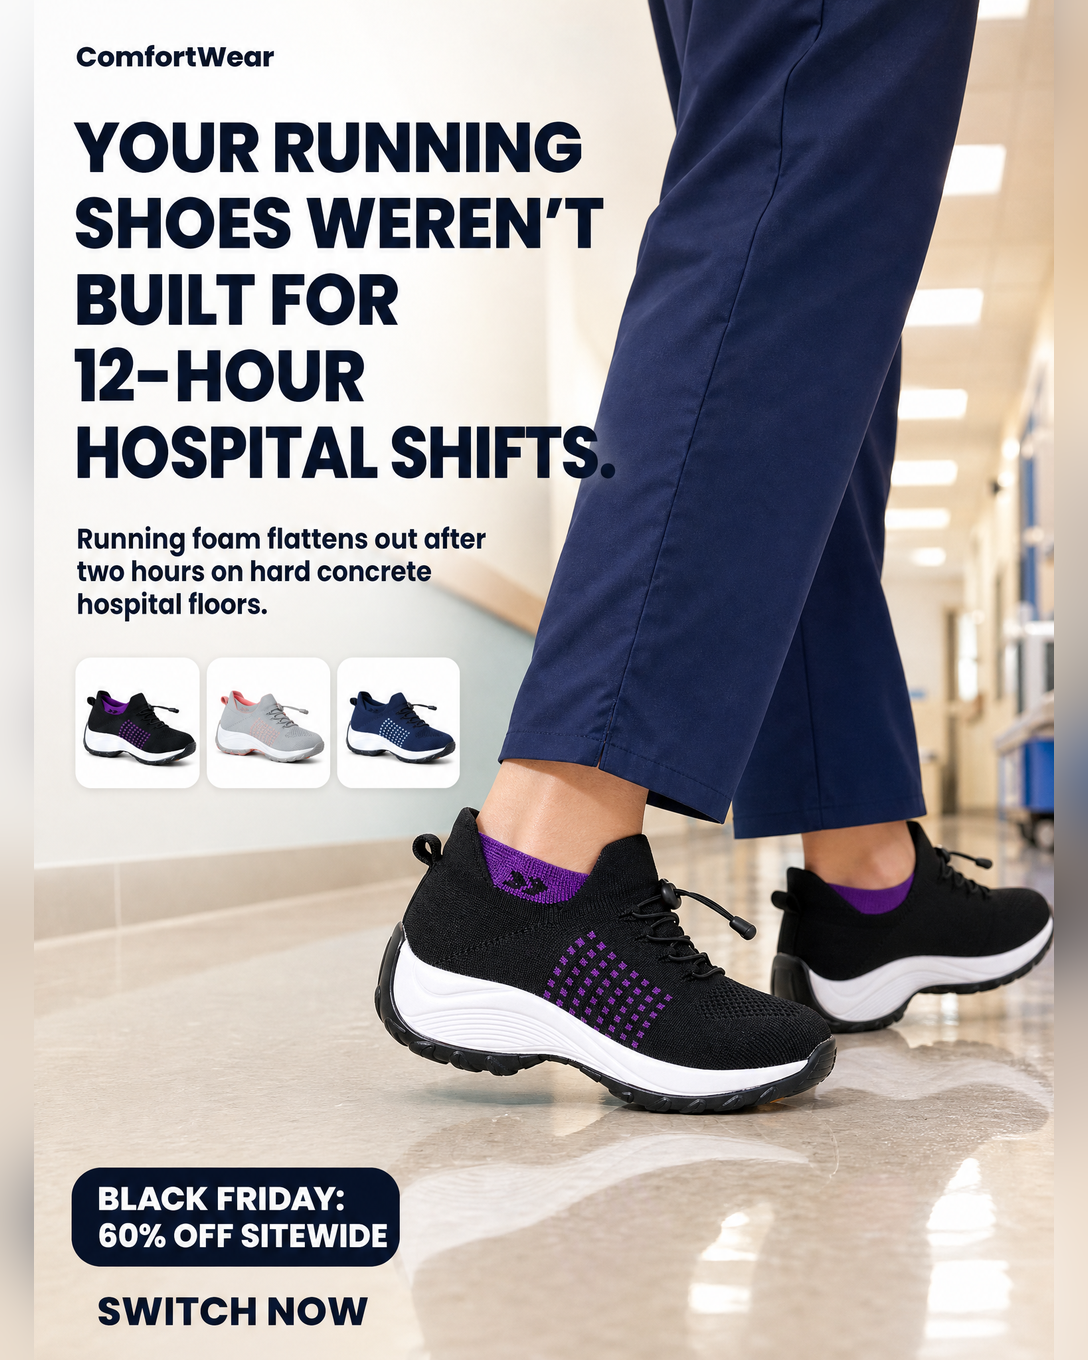 ComfortWear
YOUR RUNNING
SHOES WEREN’T
BUILT FOR
12-HOUR
HOSPITAL SHIFTS.
Running foam flattens out after
two hours on hard concrete
hospital floors.
BLACK FRIDAY:
60% OFF SITEWIDE
SWITCH NOW